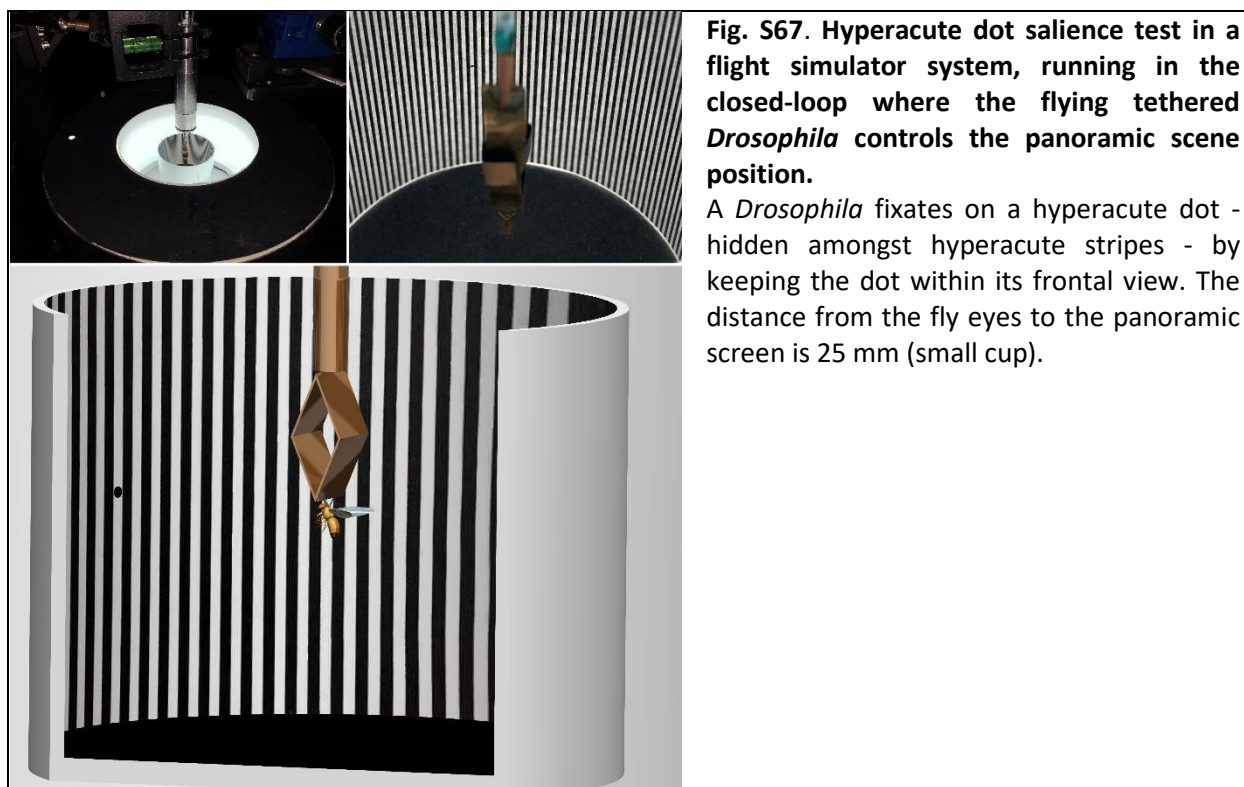 Fig. S67. Hyperacute dot salience test in a
flight simulator system, running in the
closed-loop where the flying tethered
Drosophila controls the panoramic scene
position.
A Drosophila fixates on a hyperacute dot -
hidden amongst hyperacute stripes - by
keeping the dot within its frontal view. The
distance from the fly eyes to the panoramic
screen is 25 mm (small cup).